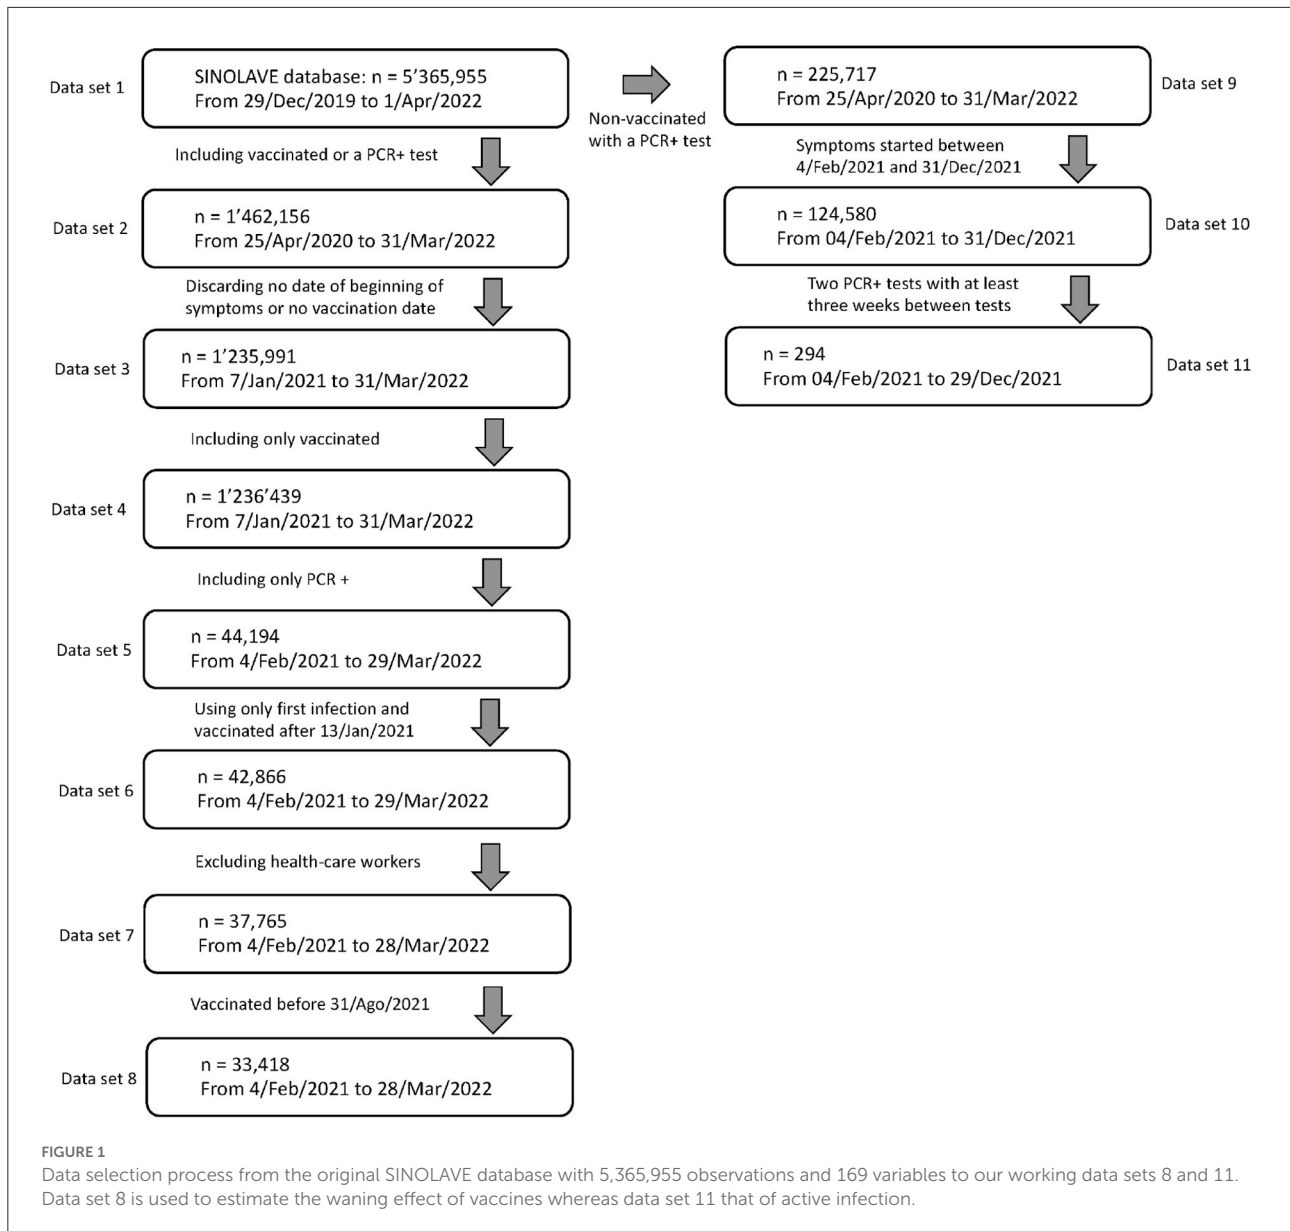 Data set 1
SINOLAVE database: n = 5'365,955
From 29/Dec/2019 to 1/Apr/2022
Including vaccinated or a PCR+ test
Data set 2
n = 1'462,156
From 25/Apr/2020 to 31/Mar/2022
Discarding no date of beginning of
symptoms or no vaccination date
Data set 3
n = 1'235,991
From 7/Jan/2021 to 31/Mar/2022
Including only vaccinated
Data set 4
n = 1'236'439
From 7/Jan/2021 to 31/Mar/2022
Including only PCR +
Data set 5
n = 44,194
From 4/Feb/2021 to 29/Mar/2022
Using only first infection and
vaccinated after 13/Jan/2021
Data set 6
n = 42,866
From 4/Feb/2021 to 29/Mar/2022
Excluding health-care workers
Data set 7
n = 37,765
From 4/Feb/2021 to 28/Mar/2022
Vaccinated before 31/Ago/2021
Data set 8
n = 33,418
From 4/Feb/2021 to 28/Mar/2022
Non-vaccinated
with a PCR+ test
n = 225,717
From 25/Apr/2020 to 31/Mar/2022
Data set 9
Symptoms started between
4/Feb/2021 and 31/Dec/2021
n = 124,580
From 04/Feb/2021 to 31/Dec/2021
Data set 10
Two PCR+ tests with at least
three weeks between tests
n = 294
From 04/Feb/2021 to 29/Dec/2021
Data set 11
FIGURE 1
Data selection process from the original SINOLAVE database with 5,365,955 observations and 169 variables to our working data sets 8 and 11.
Data set 8 is used to estimate the waning effect of vaccines whereas data set 11 that of active infection.